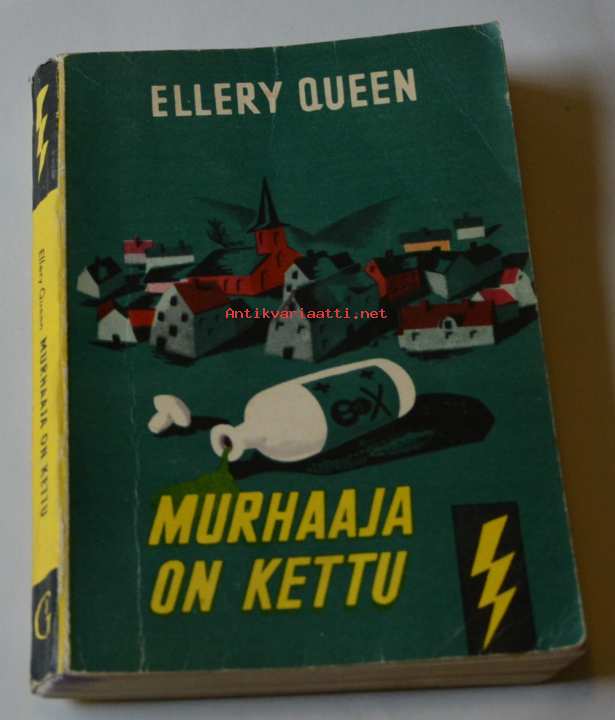 ELLERY QUEEN
Antikvariaatti.net
MURHAAJA
ON KETTU
Ellery Queen MURHAAJA ON KETTU
G